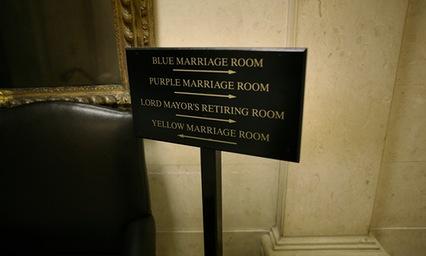 BLUE MARRIAGE ROOM
PURPLE MARRIAGE ROOM
LORD MAYOR'S RETIRING ROOM
YELLOW MARRIAGE ROOM